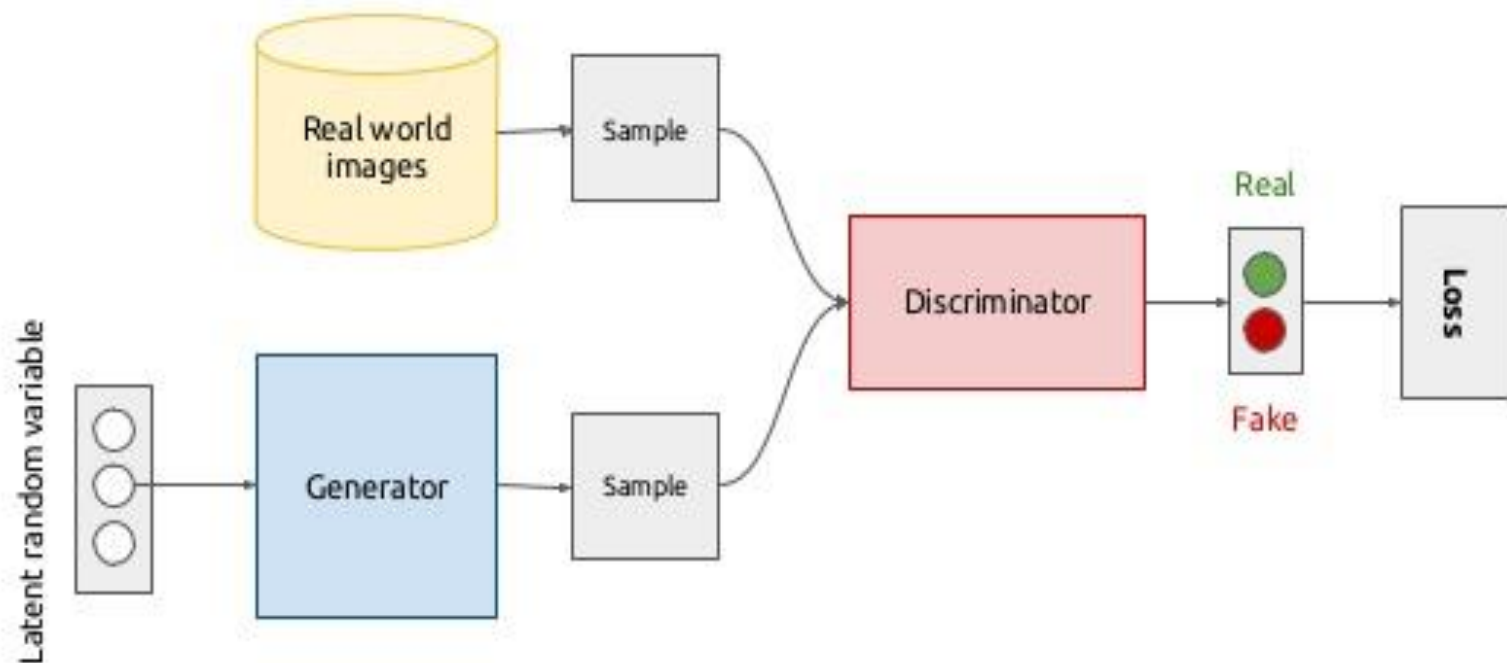 Real world
images
Sample
Latent random variable
Generator
Sample
Discriminator
Real
Fake
Loss